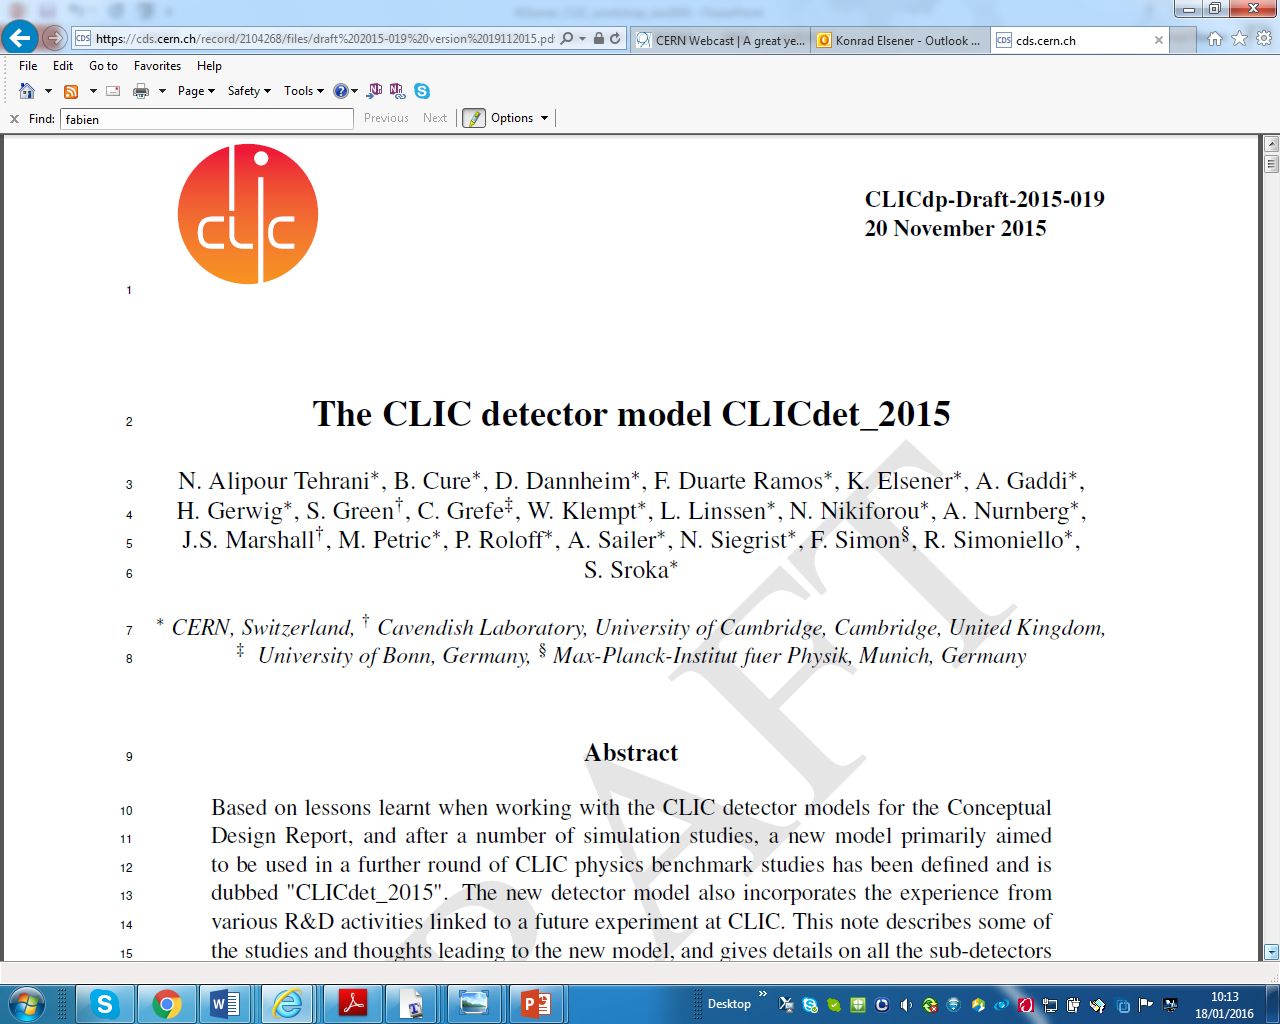 https://cds.cern.ch/record/2104268/files/draft%202015-019%20version%2019112015.pd
CERN Webcast | A great ye...
Konrad Elsener - Outlook ...
cds.cern.ch
File Edit Go to Favorites Help
Page Safety Tools
Find: fabien Previous Next Options
clic
CLICdp-Draft-2015-019
20 November 2015
1
2 The CLIC detector model CLICdet_2015
3 N. Alipour Tehrani*, B. Cure*, D. Dannheim*, F. Duarte Ramos*, K. Elsener*, A. Gaddi*,
4 H. Gerwig*, S. Green†, C. Grefe‡, W. Klempt*, L. Linssen*, N. Nikiforou*, A. Nurnberg*,
5 J.S. Marshall†, M. Petric*, P. Roloff*, A. Sailer*, N. Siegrist*, F. Simon§, R. Simoniello*,
6 S. Sroka*
7 * CERN, Switzerland, † Cavendish Laboratory, University of Cambridge, Cambridge, United Kingdom,
8 ‡ University of Bonn, Germany, § Max-Planck-Institut fuer Physik, Munich, Germany
9 Abstract
10 Based on lessons learnt when working with the CLIC detector models for the Conceptual
11 Design Report, and after a number of simulation studies, a new model primarily aimed
12 to be used in a further round of CLIC physics benchmark studies has been defined and is
13 dubbed "CLICdet_2015". The new detector model also incorporates the experience from
14 various R&D activities linked to a future experiment at CLIC. This note describes some of
15 the studies and thoughts leading to the new model, and gives details on all the sub-detectors
Desktop
10:13
18/01/2016